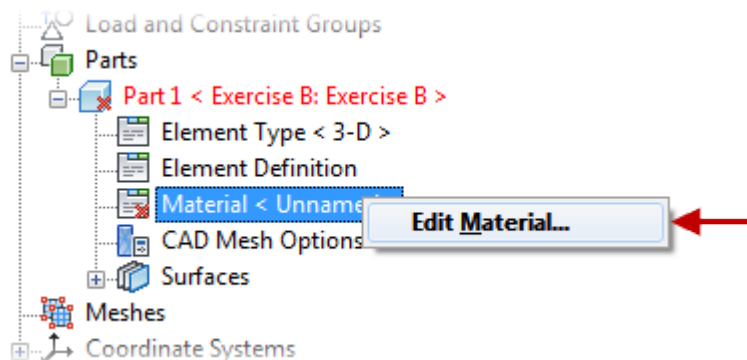 Load and Constraint Groups
Parts
Part 1 < Exercise B: Exercise B >
Element Type < 3-D >
Element Definition
Material < Unname
Edit Material...
CAD Mesh Options
Surfaces
Meshes
Coordinate Systems